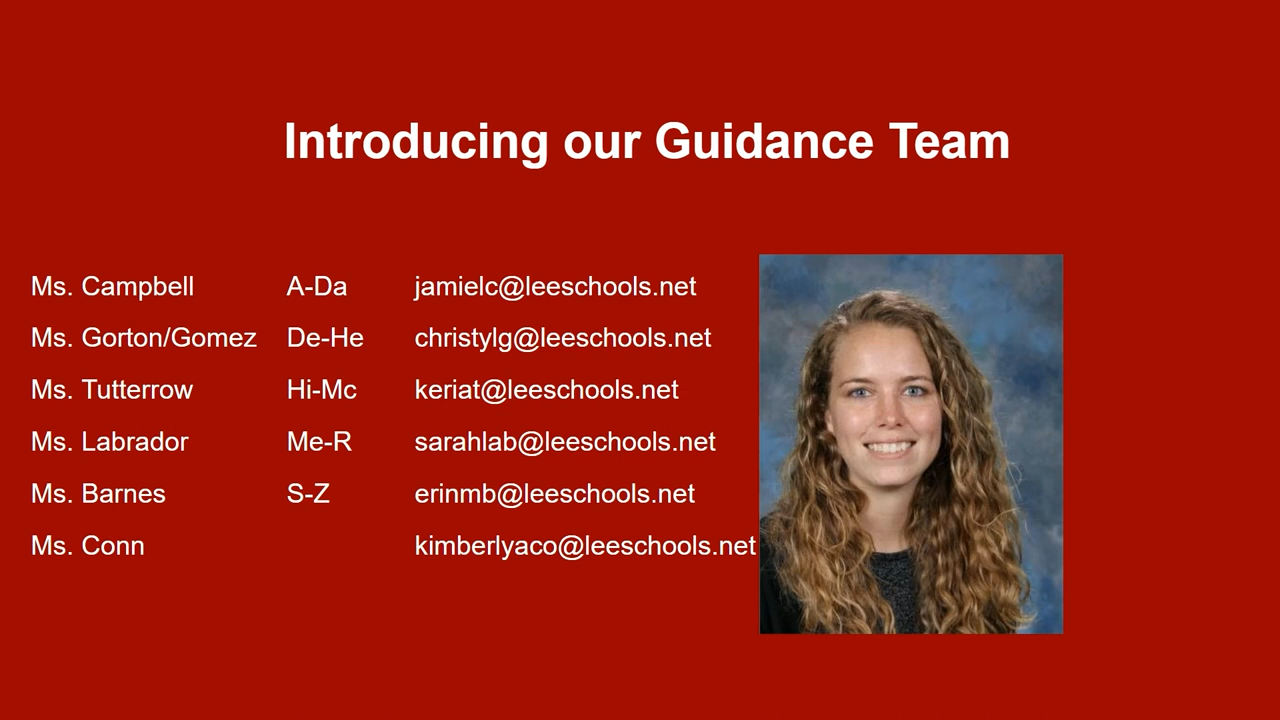 Introducing our Guidance Team
Ms. Campbell A-Da jamielc@leeschools.net
Ms. Gorton/Gomez De-He christylg@leeschools.net
Ms. Tutterrow Hi-Mc keriat@leeschools.net
Ms. Labrador Me-R sarahlab@leeschools.net
Ms. Barnes S-Z erinmb@leeschools.net
Ms. Conn kimberlyaco@leeschools.net